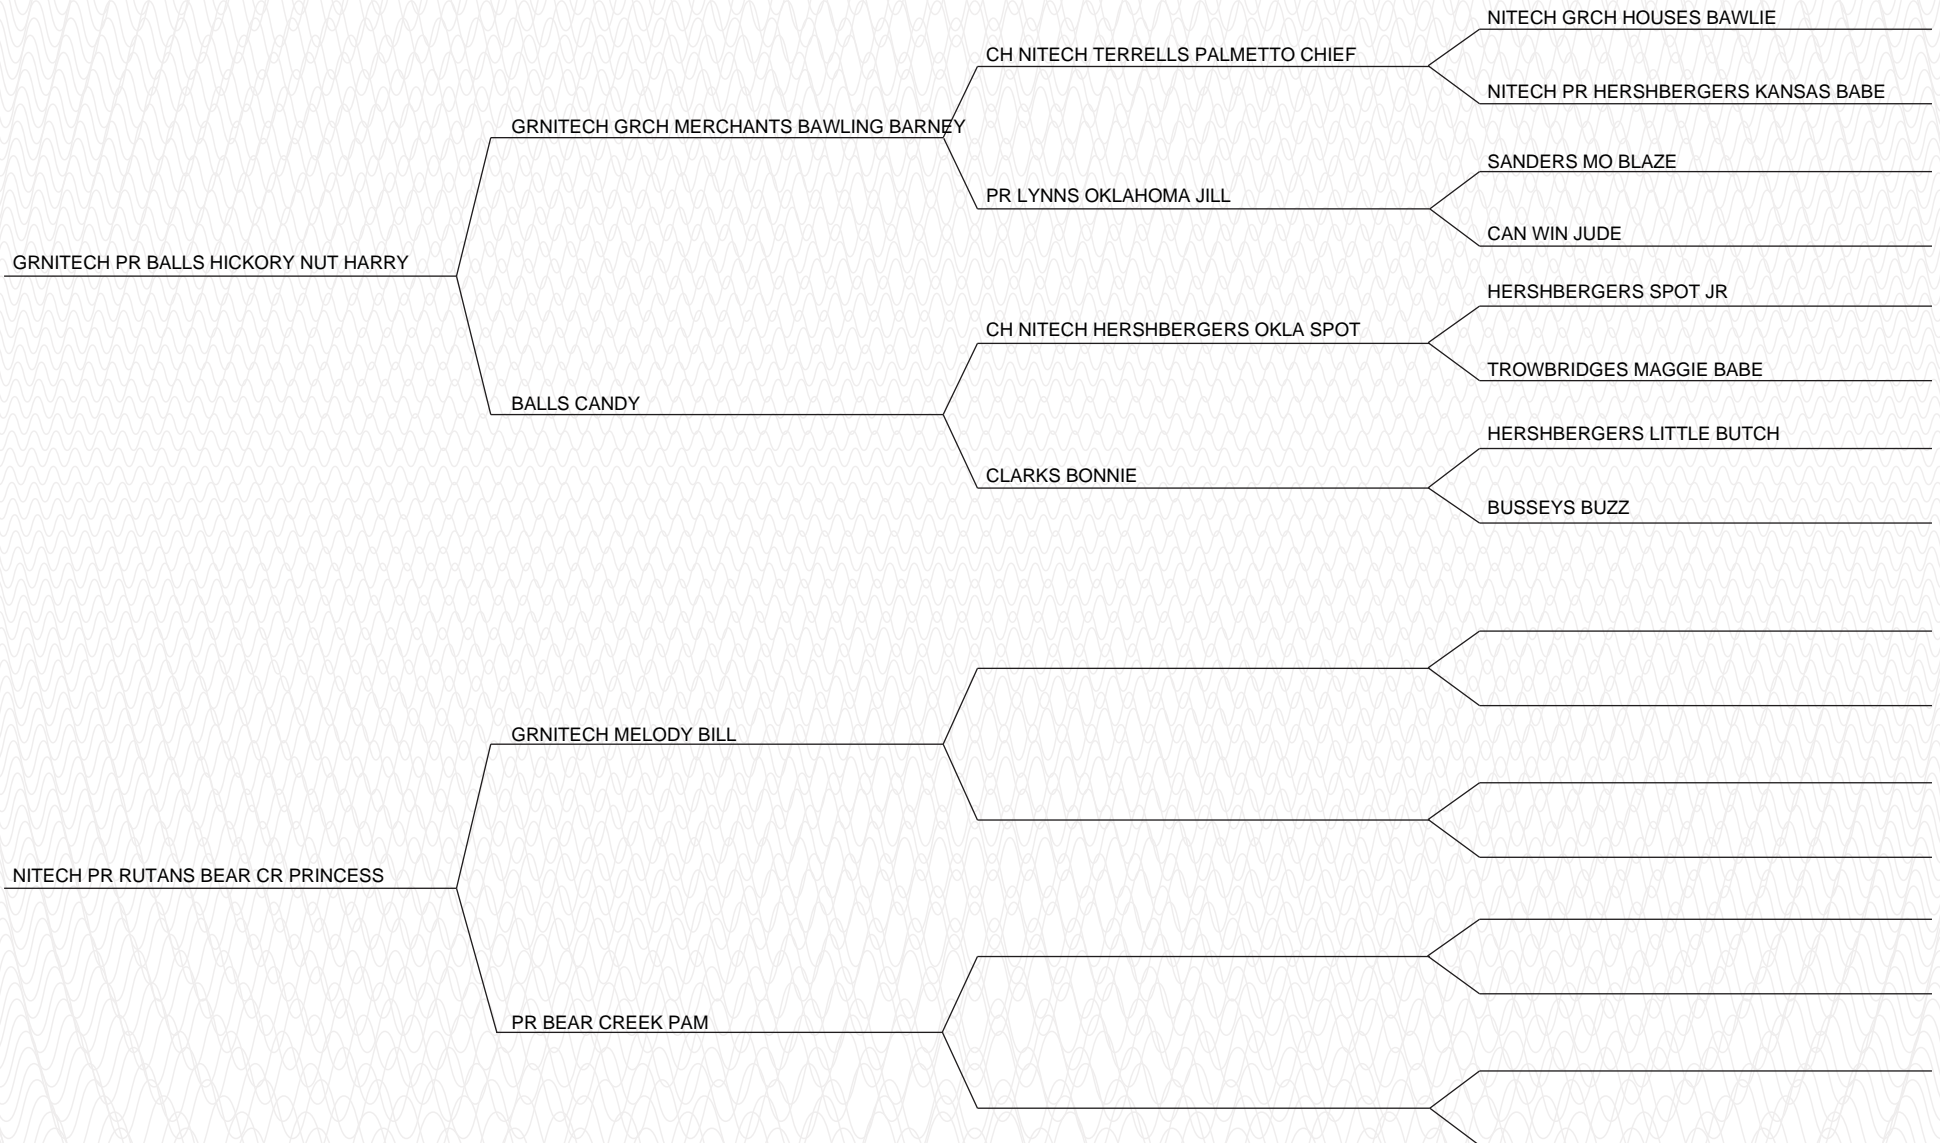 NITECH GRCH HOUSES BAWLIE
CH NITECH TERRELLS PALMETTO CHIEF
NITECH PR HERSHBERGERS KANSAS BABE
GRNITECH GRCH MERCHANTS BAWLING BARNEY
SANDERS MO BLAZE
PR LYNNS OKLAHOMA JILL
CAN WIN JUDE
GRNITECH PR BALLS HICKORY NUT HARRY
HERSHBERGERS SPOT JR
CH NITECH HERSHBERGERS OKLA SPOT
TROWBRIDGES MAGGIE BABE
BALLS CANDY
HERSHBERGERS LITTLE BUTCH
CLARKS BONNIE
BUSSEYS BUZZ
GRNITECH MELODY BILL
NITECH PR RUTANS BEAR CR PRINCESS
PR BEAR CREEK PAM